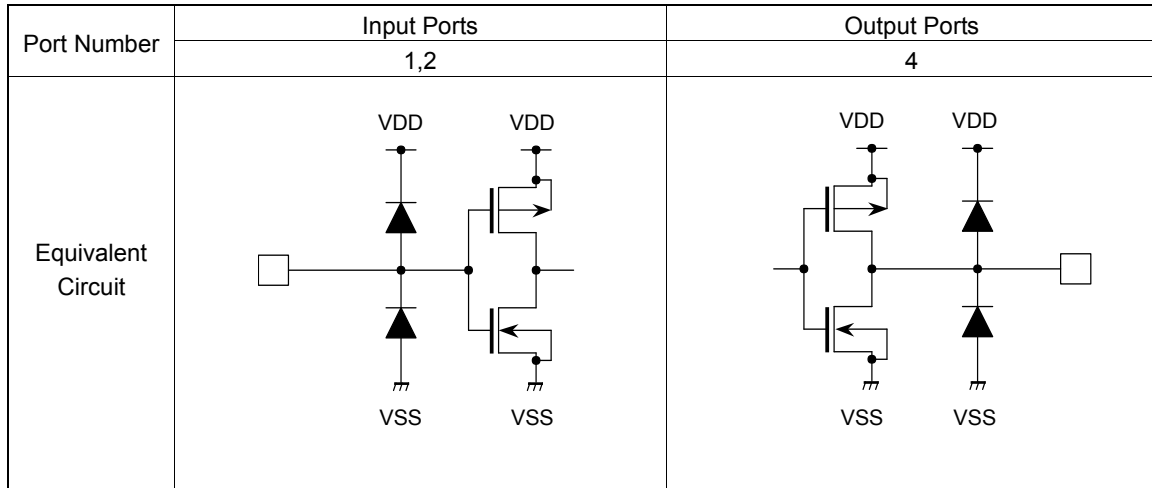 Port Number
Input Ports
Output Ports
1,2
4
Equivalent
Circuit
VDD VDD
VSS VSS
VDD VDD
VSS VSS